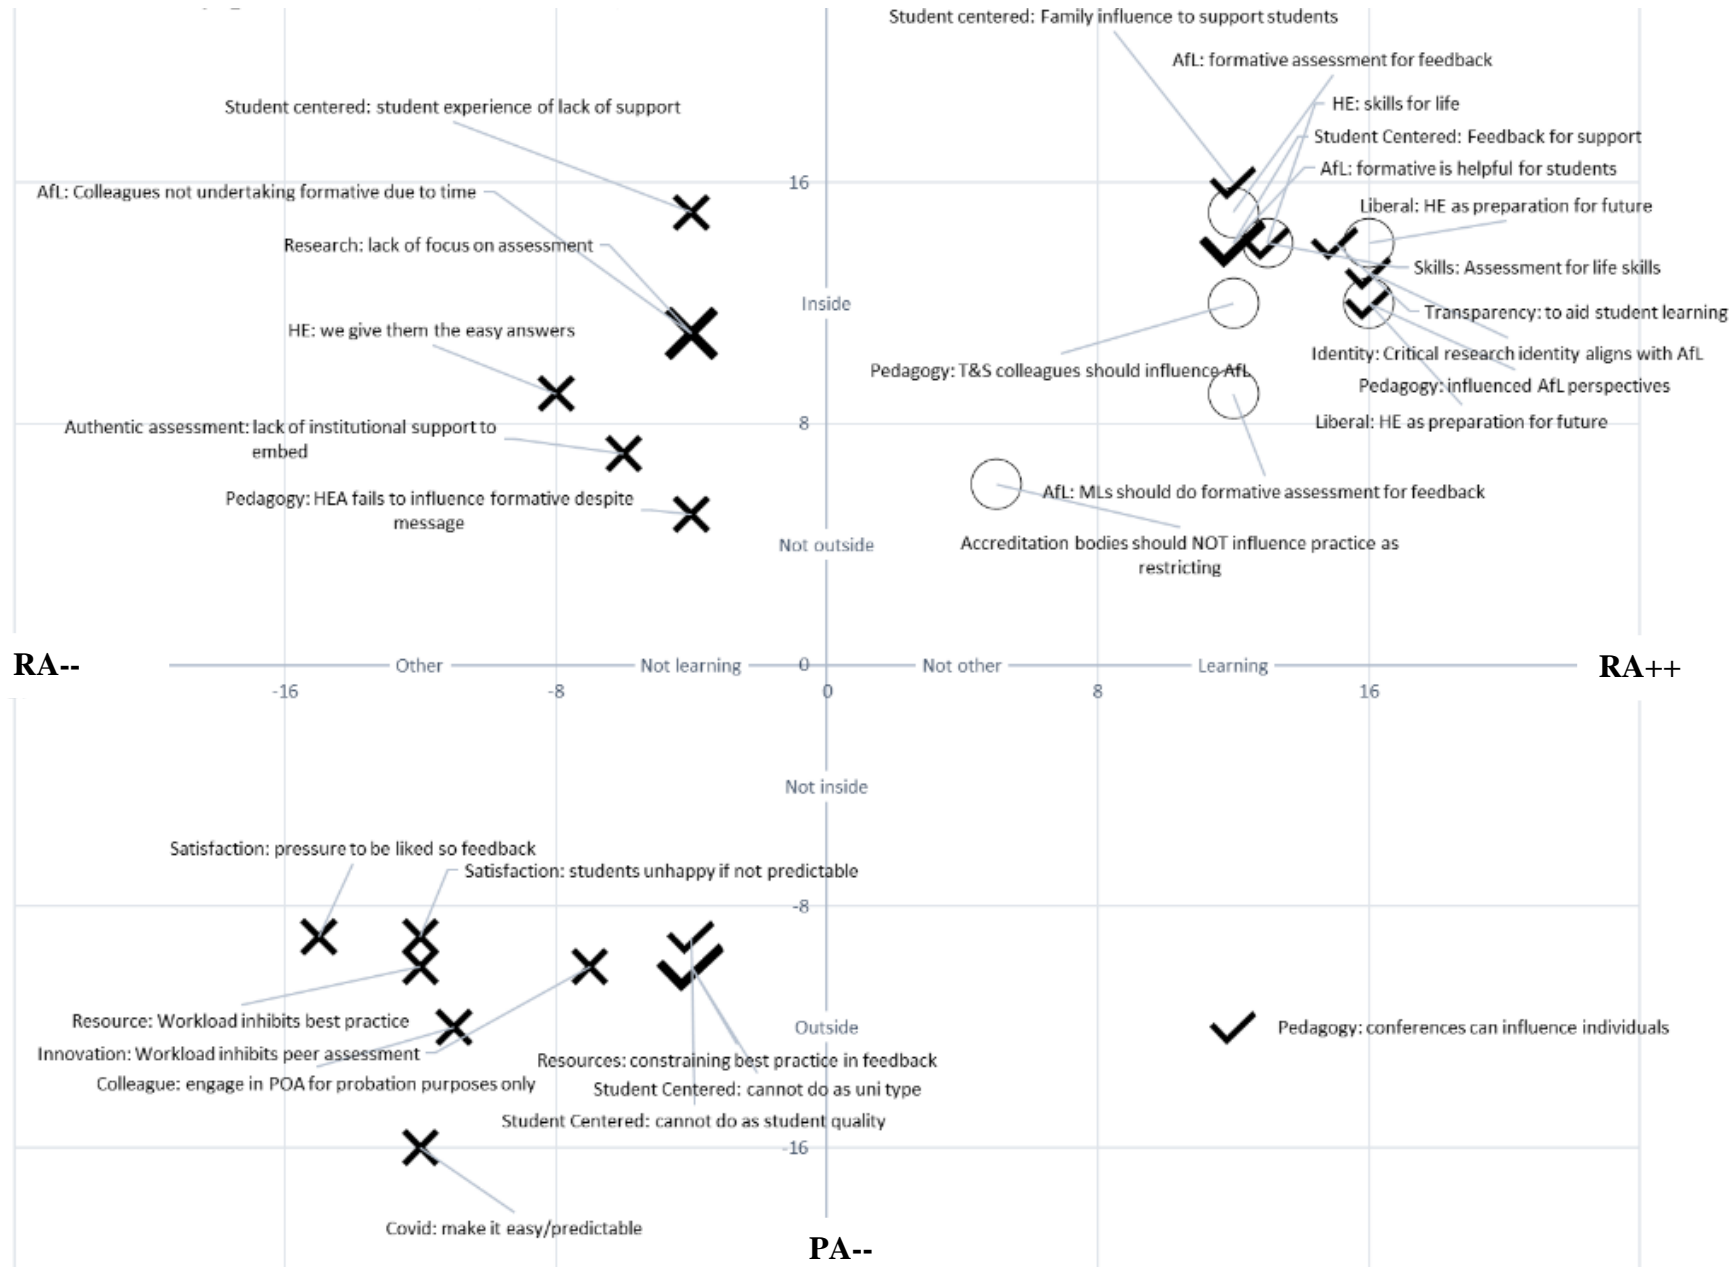 Student centered: Family influence to support students
AfL: formative assessment for feedback
HE: skills for life
Student centered: student experience of lack of support
Student Centered: Feedback for support
AfL: formative is helpful for students
16
AfL: Colleagues not undertaking formative due to time
Liberal: HE as preparation for future
Research: lack of focus on assessment
Skills: Assessment for life skills
Inside
Transparency: to aid student learning
HE: we give them the easy answers
Identity: Critical research identity aligns with AfL
Pedagogy: T&S colleagues should influence AfL
Pedagogy: influenced AfL perspectives
8
Liberal: HE as preparation for future
Authentic assessment: lack of institutional support to
embed
Pedagogy: HEA fails to influence formative despite
message
AfL: MLs should do formative assessment for feedback
Not outside
Accreditation bodies should NOT influence practice as
restricting
RA--
Other
Not learning
0
Not other
Learning
RA++
-16
-8
0
8
16
Not inside
Satisfaction: pressure to be liked so feedback
Satisfaction: students unhappy if not predictable
-8
Resource: Workload inhibits best practice
Outside
Pedagogy: conferences can influence individuals
Innovation: Workload inhibits peer assessment
Resources: constraining best practice in feedback
Colleague: engage in POA for probation purposes only
Student Centered: cannot do as uni type
Student Centered: cannot do as student quality
-16
Covid: make it easy/predictable
PA--